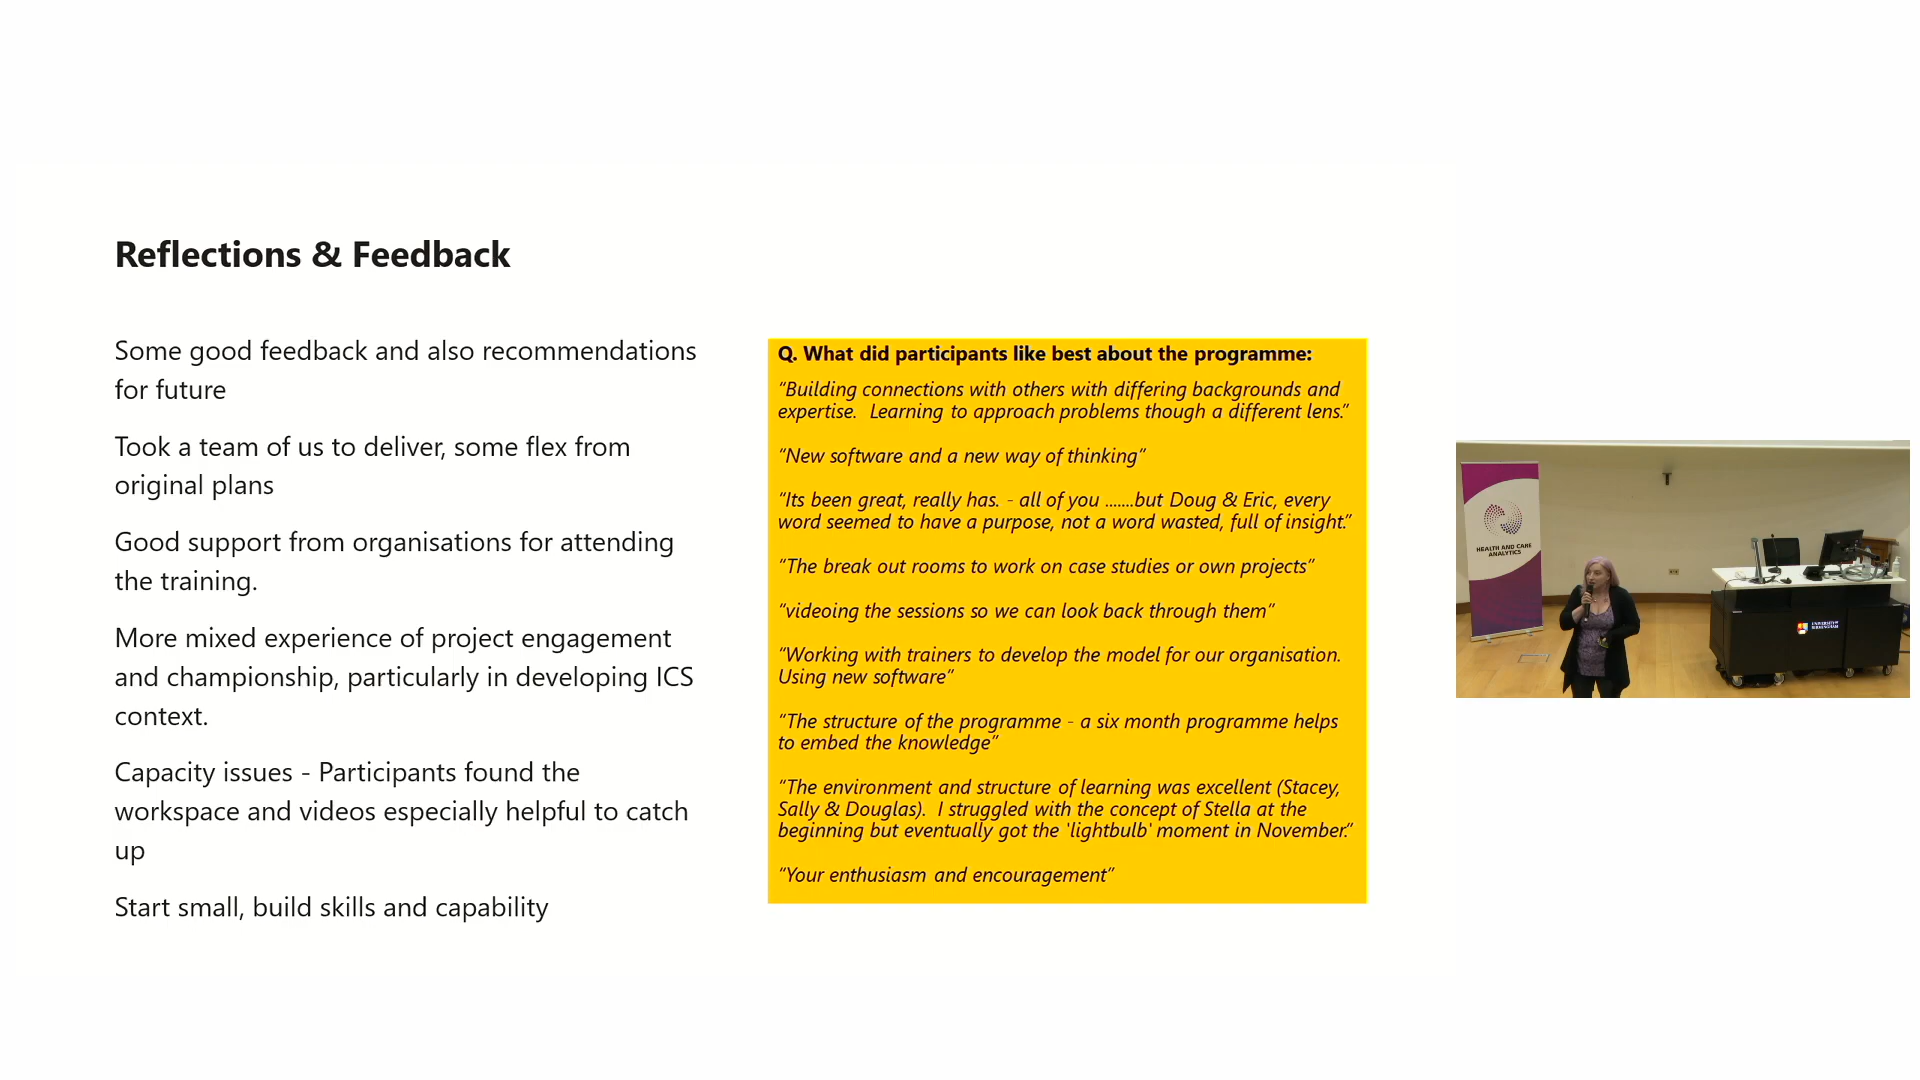 Reflections & Feedback
Some good feedback and also recommendations
for future
Took a team of us to deliver, some flex from
original plans
Good support from organisations for attending
the training.
More mixed experience of project engagement
and championship, particularly in developing ICS
context.
Capacity issues - Participants found the
workspace and videos especially helpful to catch
up
Start small, build skills and capability
Q. What did participants like best about the programme:
“Building connections with others with differing backgrounds and
expertise.  Learning to approach problems though a different lens.”
“New software and a new way of thinking”
“Its been great, really has. - all of you .......but Doug & Eric, every
word seemed to have a purpose, not a word wasted, full of insight.”
“The break out rooms to work on case studies or own projects”
“videoing the sessions so we can look back through them”
“Working with trainers to develop the model for our organisation.
Using new software”
“The structure of the programme - a six month programme helps
to embed the knowledge”
“The environment and structure of learning was excellent (Stacey,
Sally & Douglas).  I struggled with the concept of Stella at the
beginning but eventually got the 'lightbulb' moment in November.”
“Your enthusiasm and encouragement”
HEALTH AND CARE
ANALYTICS
UNIVERSITY OF
BIRMINGHAM